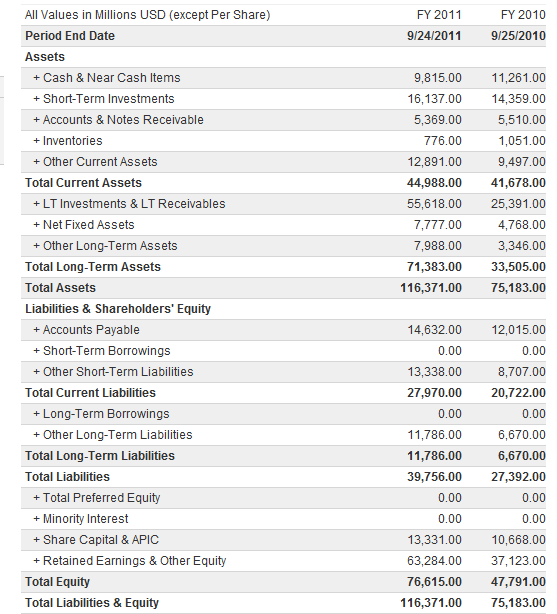 All Values in Millions USD (except Per Share) FY 2011 FY 2010
Period End Date 9/24/2011 9/25/2010
Assets
+ Cash & Near Cash Items 9,815.00 11,261.00
+ Short-Term Investments 16,137.00 14,359.00
+ Accounts & Notes Receivable 5,369.00 5,510.00
+ Inventories 776.00 1,051.00
+ Other Current Assets 12,891.00 9,497.00
Total Current Assets 44,988.00 41,678.00
+ LT Investments & LT Receivables 55,618.00 25,391.00
+ Net Fixed Assets 7,777.00 4,768.00
+ Other Long-Term Assets 7,988.00 3,346.00
Total Long-Term Assets 71,383.00 33,505.00
Total Assets 116,371.00 75,183.00
Liabilities & Shareholders' Equity
+ Accounts Payable 14,632.00 12,015.00
+ Short-Term Borrowings 0.00 0.00
+ Other Short-Term Liabilities 13,338.00 8,707.00
Total Current Liabilities 27,970.00 20,722.00
+ Long-Term Borrowings 0.00 0.00
+ Other Long-Term Liabilities 11,786.00 6,670.00
Total Long-Term Liabilities 11,786.00 6,670.00
Total Liabilities 39,756.00 27,392.00
+ Total Preferred Equity 0.00 0.00
+ Minority Interest 0.00 0.00
+ Share Capital & APIC 13,331.00 10,668.00
+ Retained Earnings & Other Equity 63,284.00 37,123.00
Total Equity 76,615.00 47,791.00
Total Liabilities & Equity 116,371.00 75,183.00